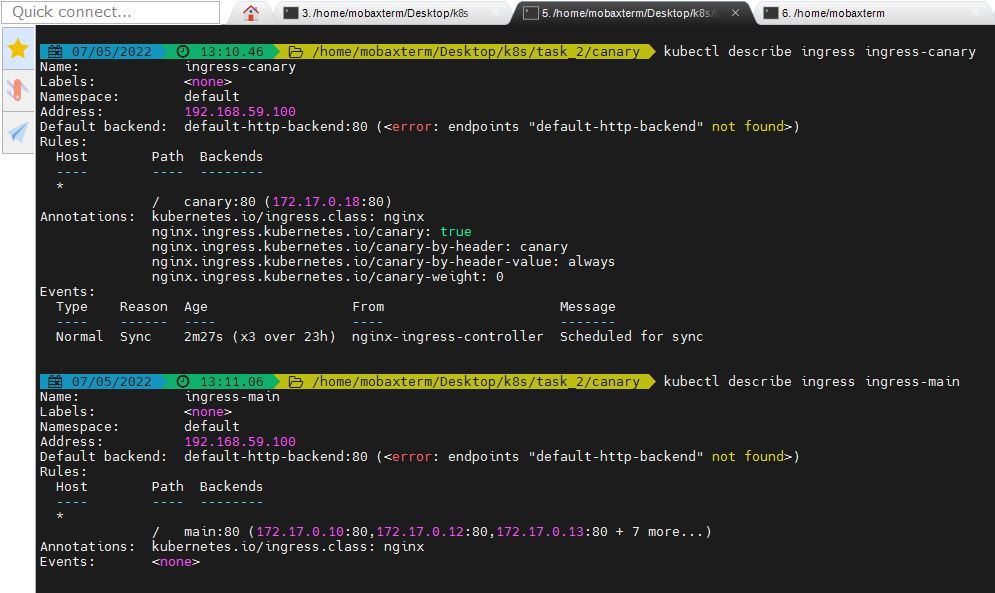 Quick connect...
3. /home/mobaxterm/Desktop/k8s
5. /home/mobaxterm/Desktop/k8s/
6. /home/mobaxterm
07/05/2022 13:10.46 /home/mobaxterm/Desktop/k8s/task_2/canary kubectl describe ingress ingress-canary
Name: ingress-canary
Labels: <none>
Namespace: default
Address: 192.168.59.100
Default backend: default-http-backend:80 (<error: endpoints "default-http-backend" not found>)
Rules:
Host Path Backends
---- ---- --------
*
/ canary:80 (172.17.0.18:80)
Annotations: kubernetes.io/ingress.class: nginx
nginx.ingress.kubernetes.io/canary: true
nginx.ingress.kubernetes.io/canary-by-header: canary
nginx.ingress.kubernetes.io/canary-by-header-value: always
nginx.ingress.kubernetes.io/canary-weight: 0
Events:
Type Reason Age From Message
---- ------ ---- ---- -------
Normal Sync 2m27s (x3 over 23h) nginx-ingress-controller Scheduled for sync
07/05/2022 13:11.06 /home/mobaxterm/Desktop/k8s/task_2/canary kubectl describe ingress ingress-main
Name: ingress-main
Labels: <none>
Namespace: default
Address: 192.168.59.100
Default backend: default-http-backend:80 (<error: endpoints "default-http-backend" not found>)
Rules:
Host Path Backends
---- ---- --------
*
/ main:80 (172.17.0.10:80,172.17.0.12:80,172.17.0.13:80 + 7 more...)
Annotations: kubernetes.io/ingress.class: nginx
Events: <none>